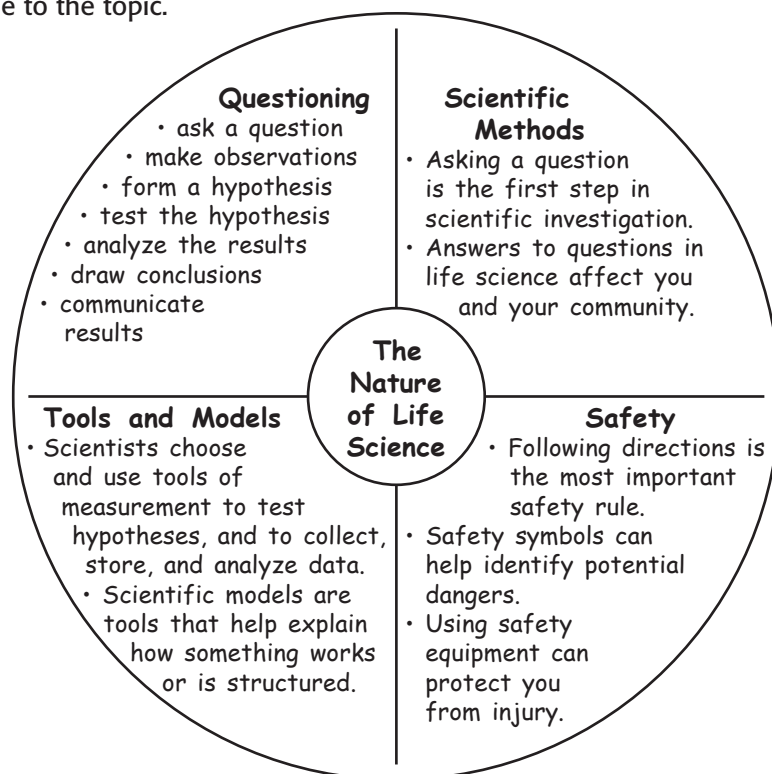 e to the topic.
Questioning
• ask a question
• make observations
• form a hypothesis
• test the hypothesis
• analyze the results
• draw conclusions
• communicate
results
Scientific
Methods
• Asking a question
is the first step in
scientific investigation.
• Answers to questions in
life science affect you
and your community.
The
Nature
of Life
Science
Tools and Models
• Scientists choose
and use tools of
measurement to test
hypotheses, and to collect,
store, and analyze data.
• Scientific models are
tools that help explain
how something works
or is structured.
Safety
• Following directions is
the most important
safety rule.
• Safety symbols can
help identify potential
dangers.
• Using safety
equipment can
protect you
from injury.